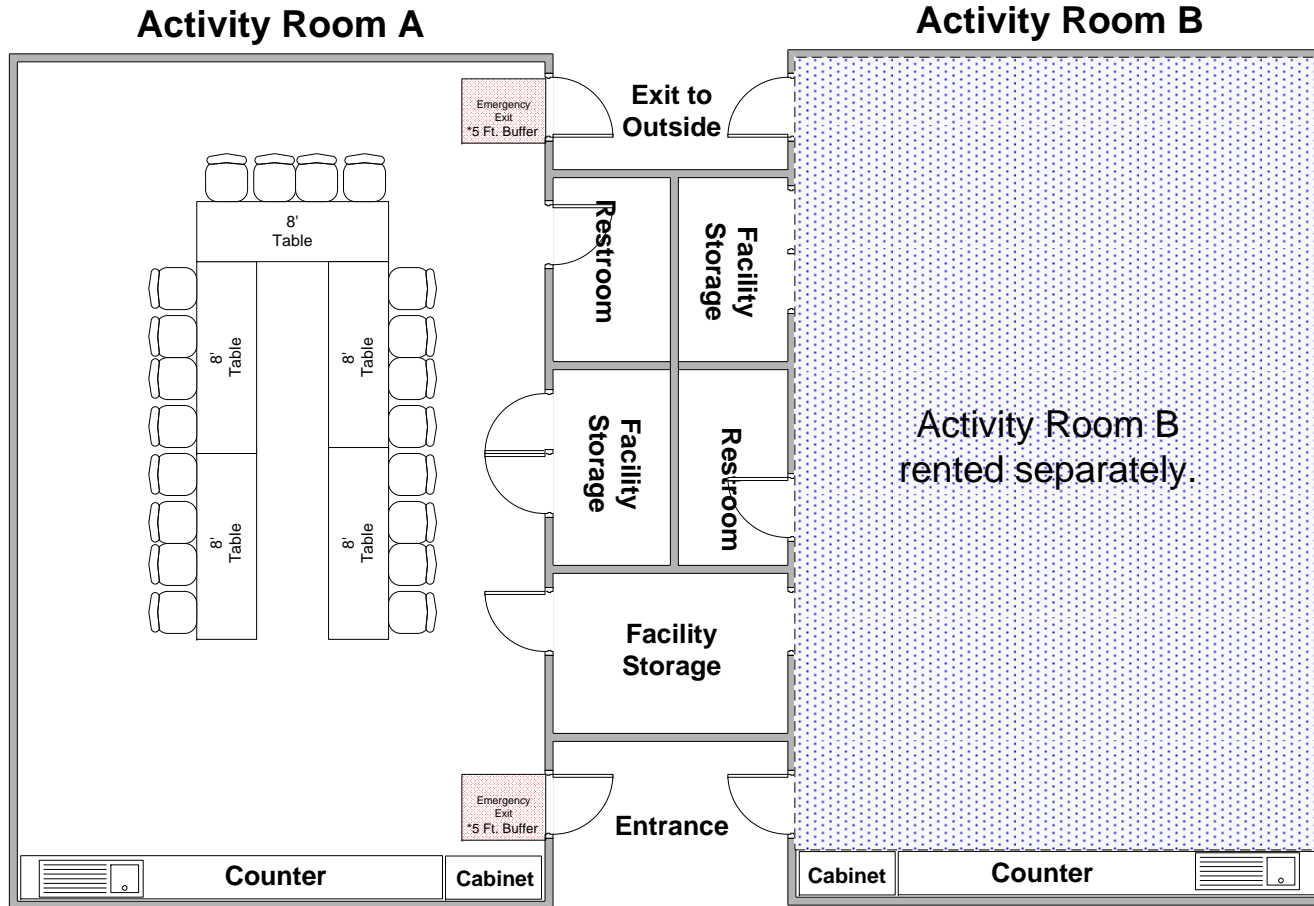 Activity Room A
Activity Room B
Emergency
Exit
*5 Ft. Buffer
Exit to
Outside
8'
Table
Restroom
Facility
Storage
8'
Table
8'
Table
Facility
Storage
Restroom
Activity Room B
rented separately.
8'
Table
8'
Table
Facility
Storage
Emergency
Exit
*5 Ft. Buffer
Entrance
Counter
Cabinet
Cabinet
Counter